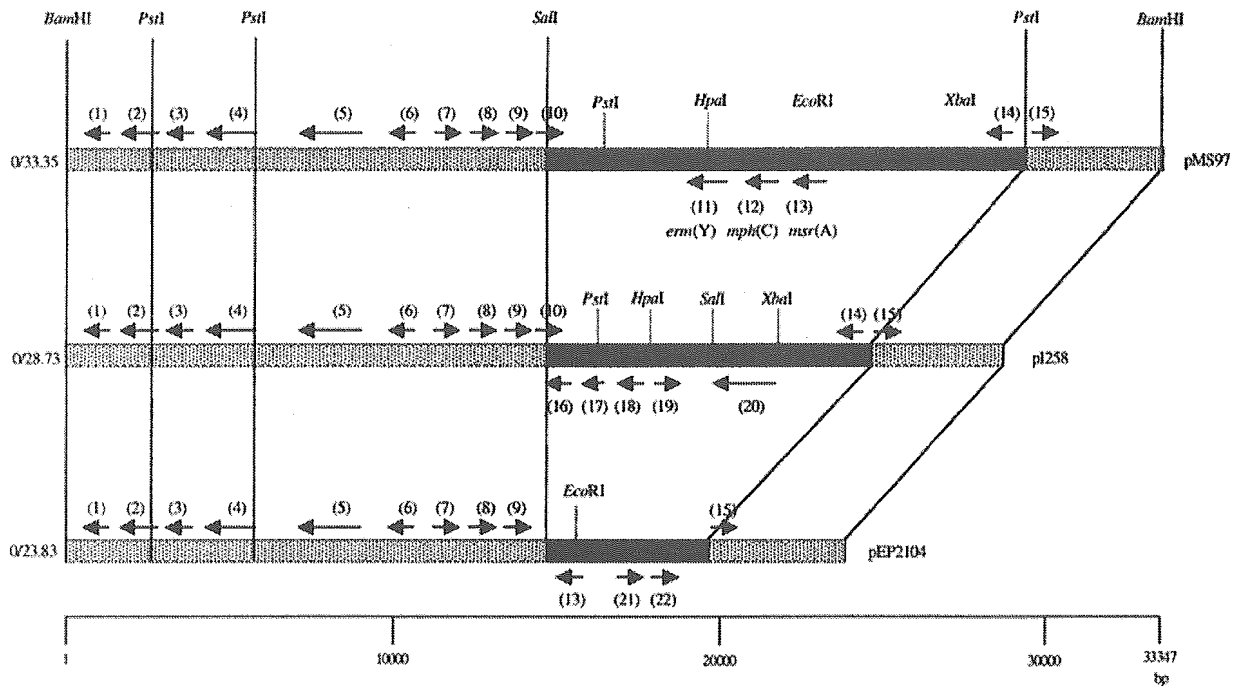 BamHI PstI PstI SalI PstI BamHI
PstI HpaI EcoRI XbaI
(1) (2) (3) (4) (5) (6) (7) (8) (9) (10) (14) (15)
0/33.35 pMS97
(11) (12) (13)
erm(Y) mph(C) msr(A)
PstI HpaI SalI XbaI
(1) (2) (3) (4) (5) (6) (7) (8) (9) (10) (14) (15)
0/28.73 pI258
(16) (17) (18) (19) (20)
EcoRI
(1) (2) (3) (4) (5) (6) (7) (8) (9) (15)
0/23.83 pEP2104
(13) (21) (22)
1 10000 20000 30000 33347
bp